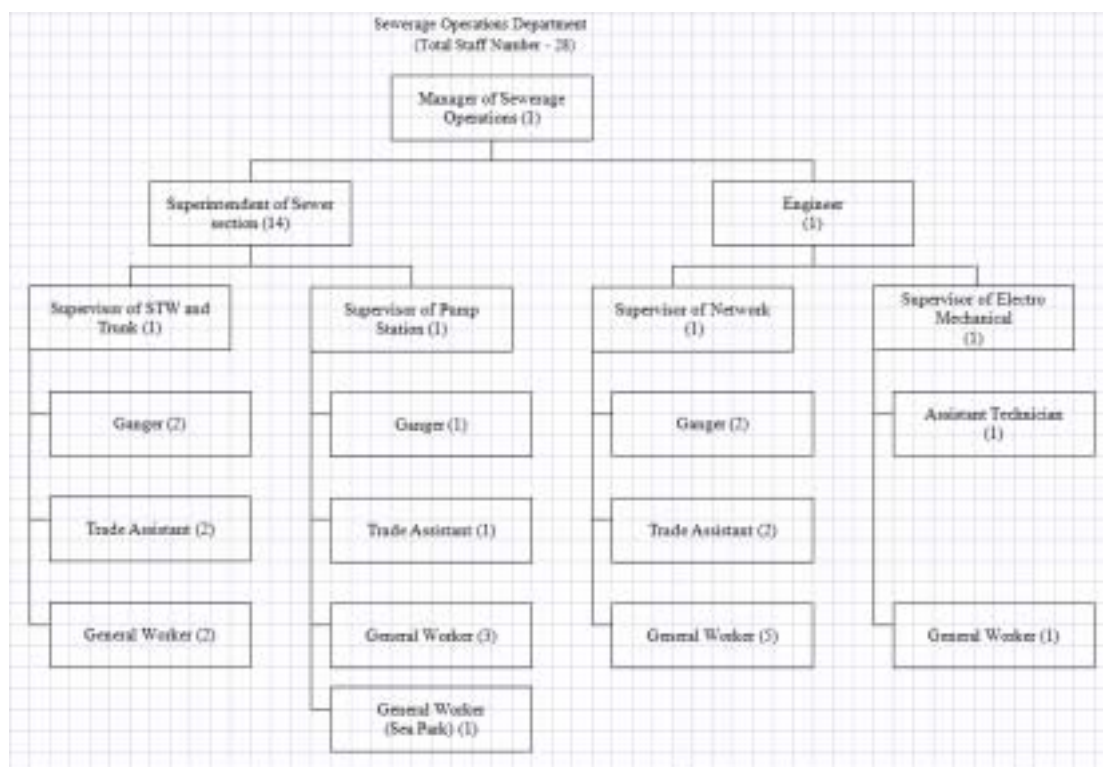 Sewerage Operations Department
(Total Staff Number - 28)
Manager of Sewerage
Operations (1)
Superintendent of Sewer
section (14)
Engineer
(1)
Supervisor of STW and
Trunk (1)
Supervisor of Pump
Station (1)
Supervisor of Network
(1)
Supervisor of Electro
Mechanical
(1)
Ganger (2)
Ganger (1)
Ganger (2)
Assistant Technician
(1)
Trade Assistant (2)
Trade Assistant (1)
Trade Assistant (2)
General Worker (2)
General Worker (3)
General Worker (5)
General Worker (1)
General Worker
(Sea Park) (1)